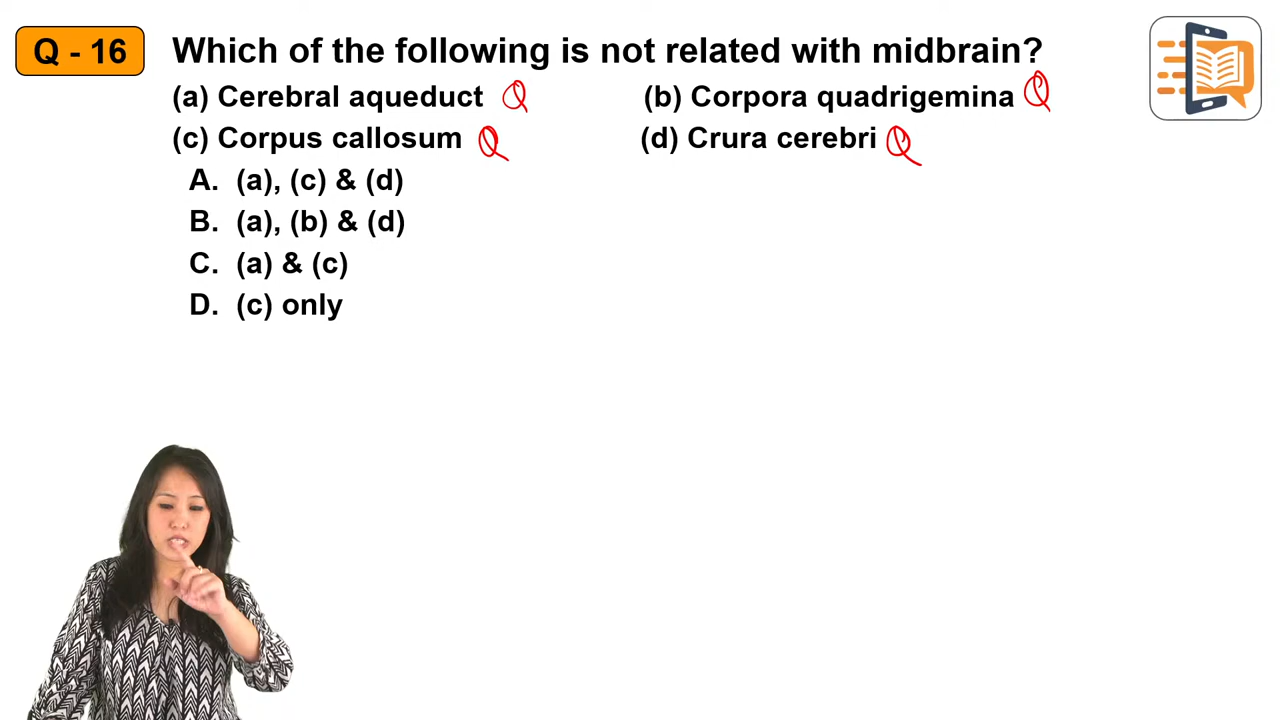 Q - 16 Which of the following is not related with midbrain?
(a) Cerebral aqueduct Q (b) Corpora quadrigemina Q
(c) Corpus callosum Q (d) Crura cerebri Q
A. (a), (c) & (d)
B. (a), (b) & (d)
C. (a) & (c)
D. (c) only